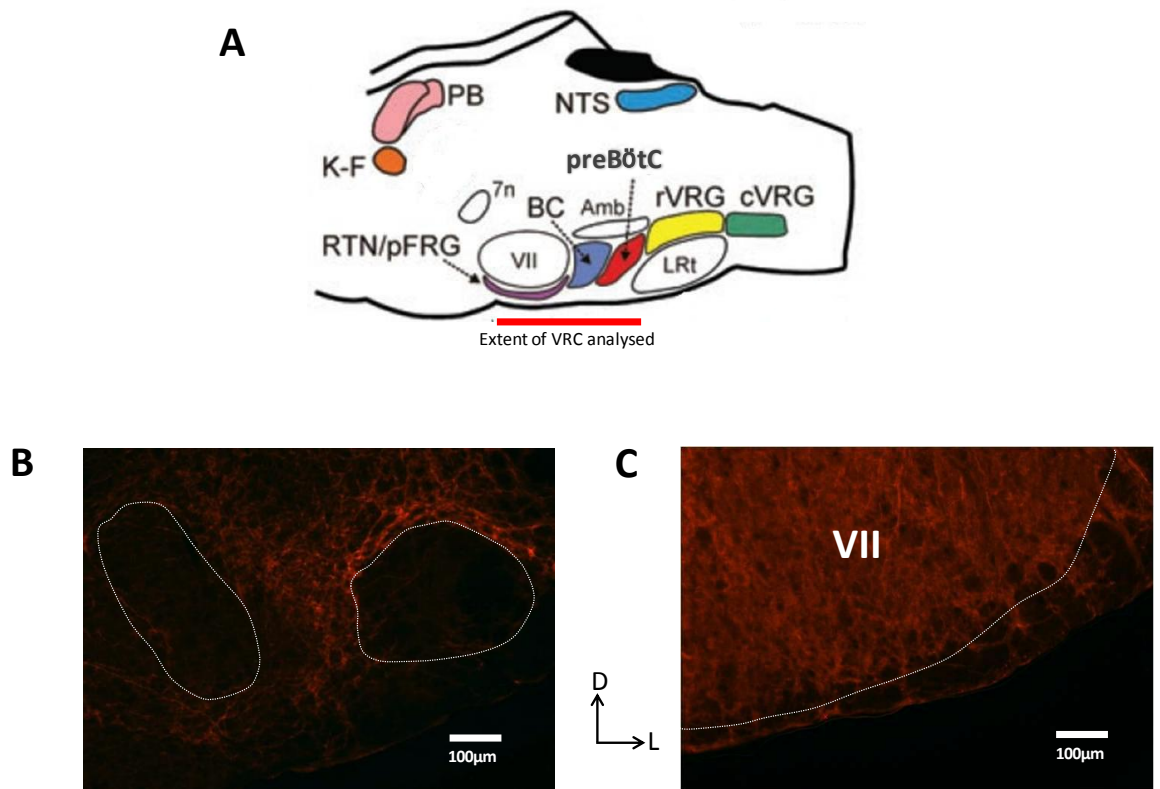 A
PB
NTS
K-F
preBötC
7n
BC
Amb
rVRG
cVRG
RTN/pFRG
VII
LRt
Extent of VRC analysed
B
C
VII
D
L
100µm
100µm